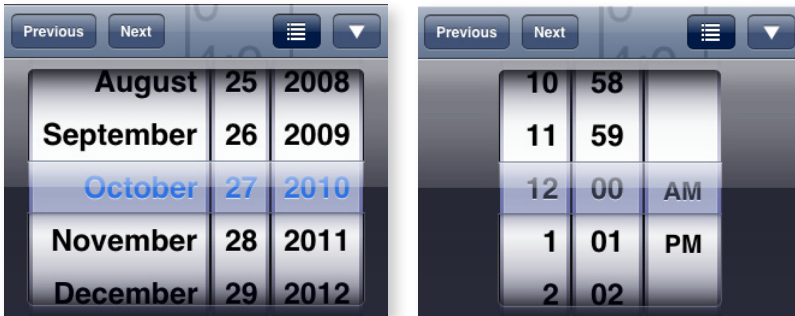 Previous Next
August 25 2008
September 26 2009
October 27 2010
November 28 2011
December 29 2012
Previous Next
10 58
11 59
12 00 AM
1 01 PM
2 02